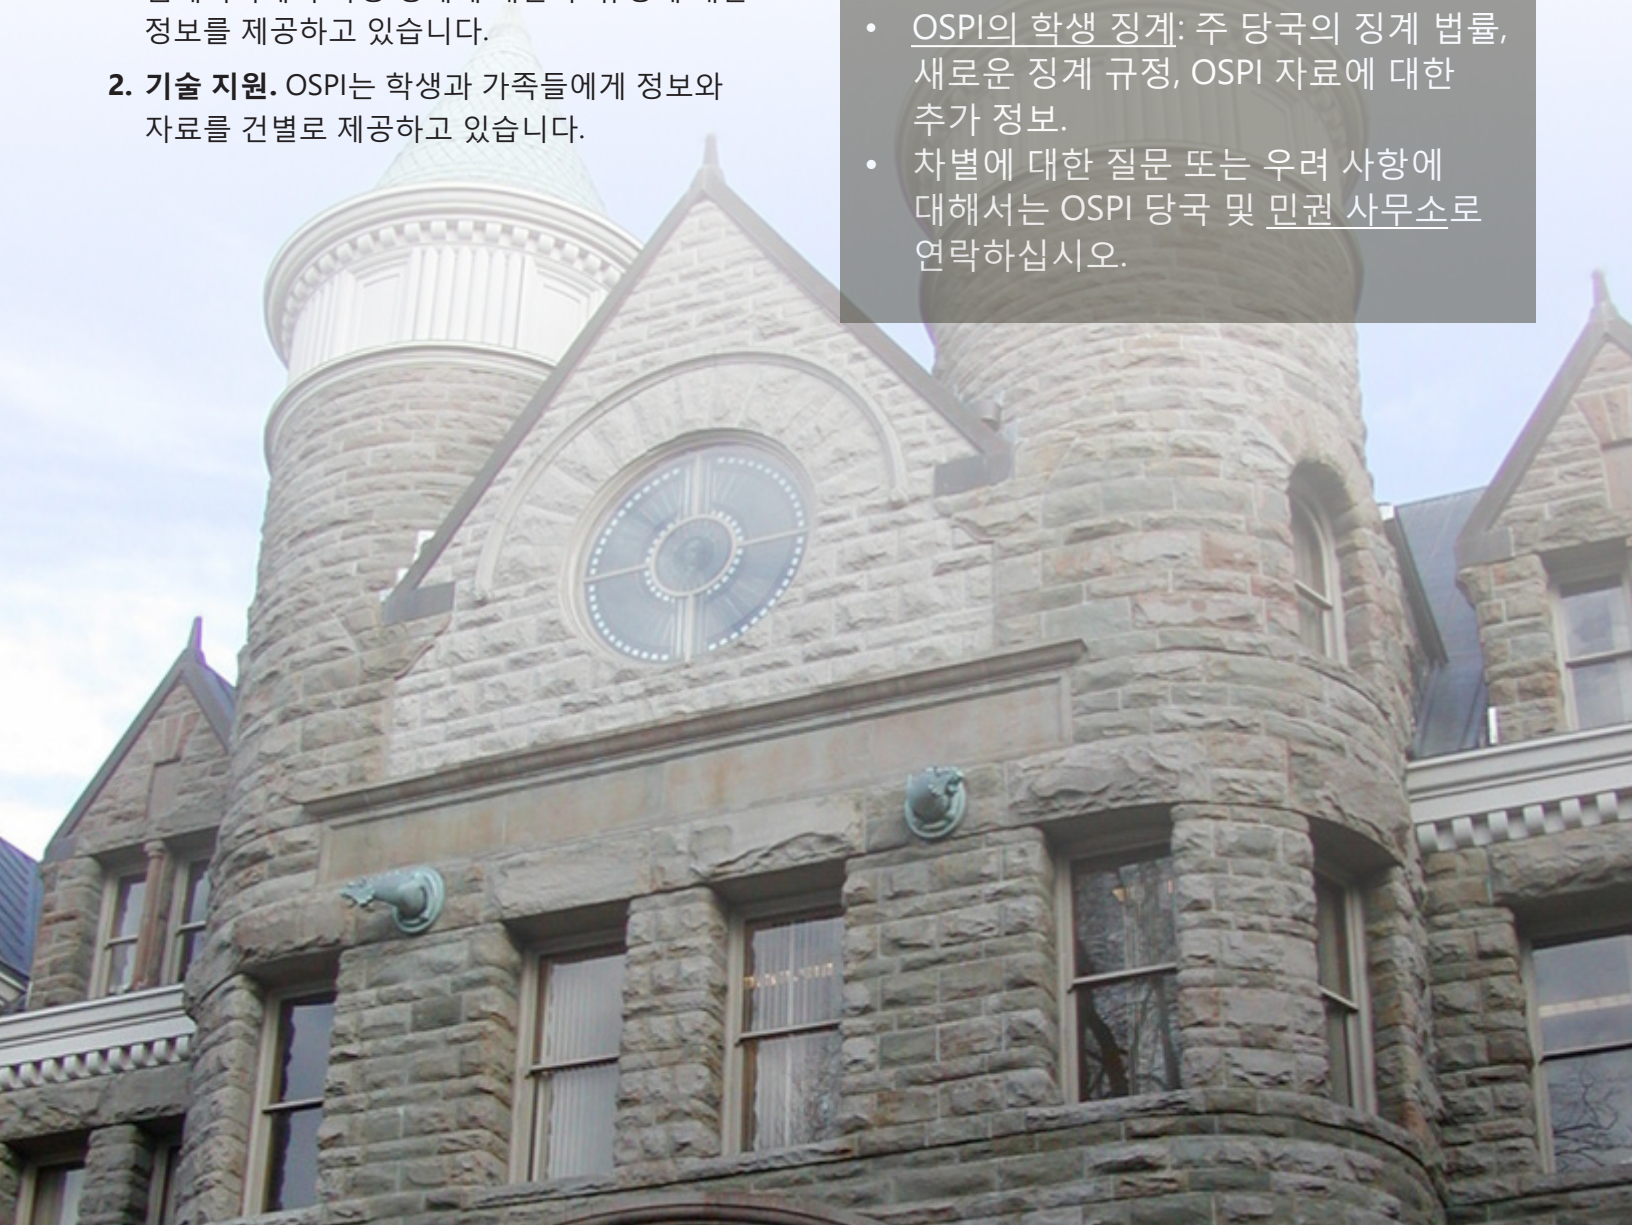 정보를 제공하고 있습니다.
2. 기술 지원. OSPI는 학생과 가족들에게 정보와
자료를 건별로 제공하고 있습니다.
• OSPI의 학생 징계: 주 당국의 징계 법률,
새로운 징계 규정, OSPI 자료에 대한
추가 정보.
• 차별에 대한 질문 또는 우려 사항에
대해서는 OSPI 당국 및 민권 사무소로
연락하십시오.